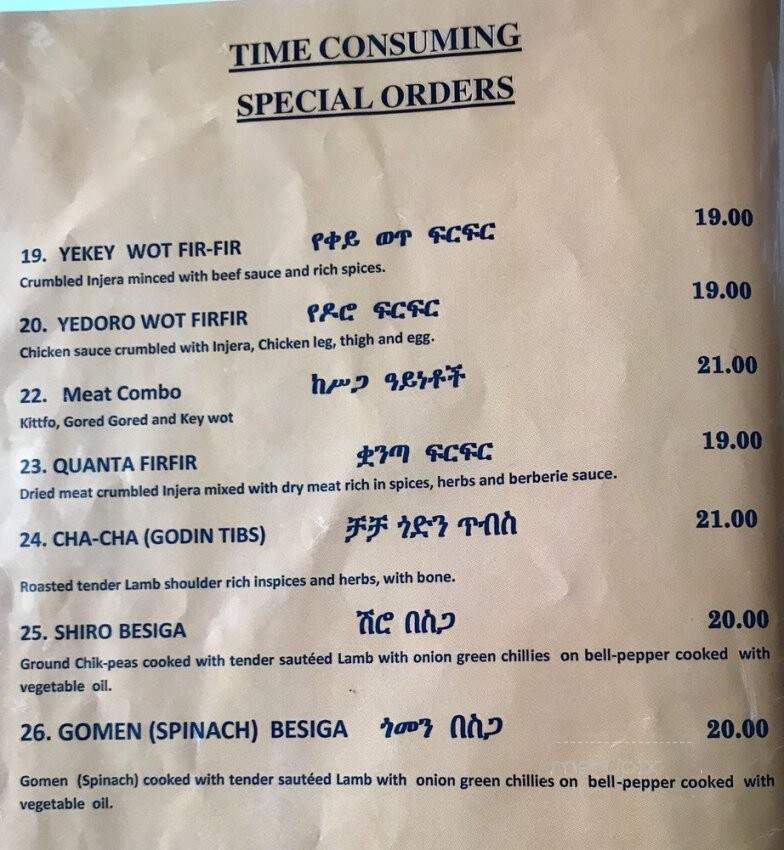 TIME CONSUMING
SPECIAL ORDERS
19. YEKEY WOT FIR-FIR የቀይ ወጥ ፍርፍር 19.00
Crumbled Injera minced with beef sauce and rich spices.
20. YEDORO WOT FIRFIR የዶሮ ፍርፍር 19.00
Chicken sauce crumbled with Injera, Chicken leg, thigh and egg.
22. Meat Combo ከሥጋ ዓይነቶች 21.00
Kittfo, Gored Gored and Key wot
23. QUANTA FIRFIR ቋንጣ ፍርፍር 19.00
Dried meat crumbled Injera mixed with dry meat rich in spices, herbs and berberie sauce.
24. CHA-CHA (GODIN TIBS) ቻቻ ጎድን ጥብስ 21.00
Roasted tender Lamb shoulder rich inspices and herbs, with bone.
25. SHIRO BESIGA ሽሮ በስጋ 20.00
Ground Chik-peas cooked with tender sautéed Lamb with onion green chillies on bell-pepper cooked with
vegetable oil.
26. GOMEN (SPINACH) BESIGA ጎመን በስጋ 20.00
Gomen (Spinach) cooked with tender sautéed Lamb with onion green chillies on bell-pepper cooked with
vegetable oil.